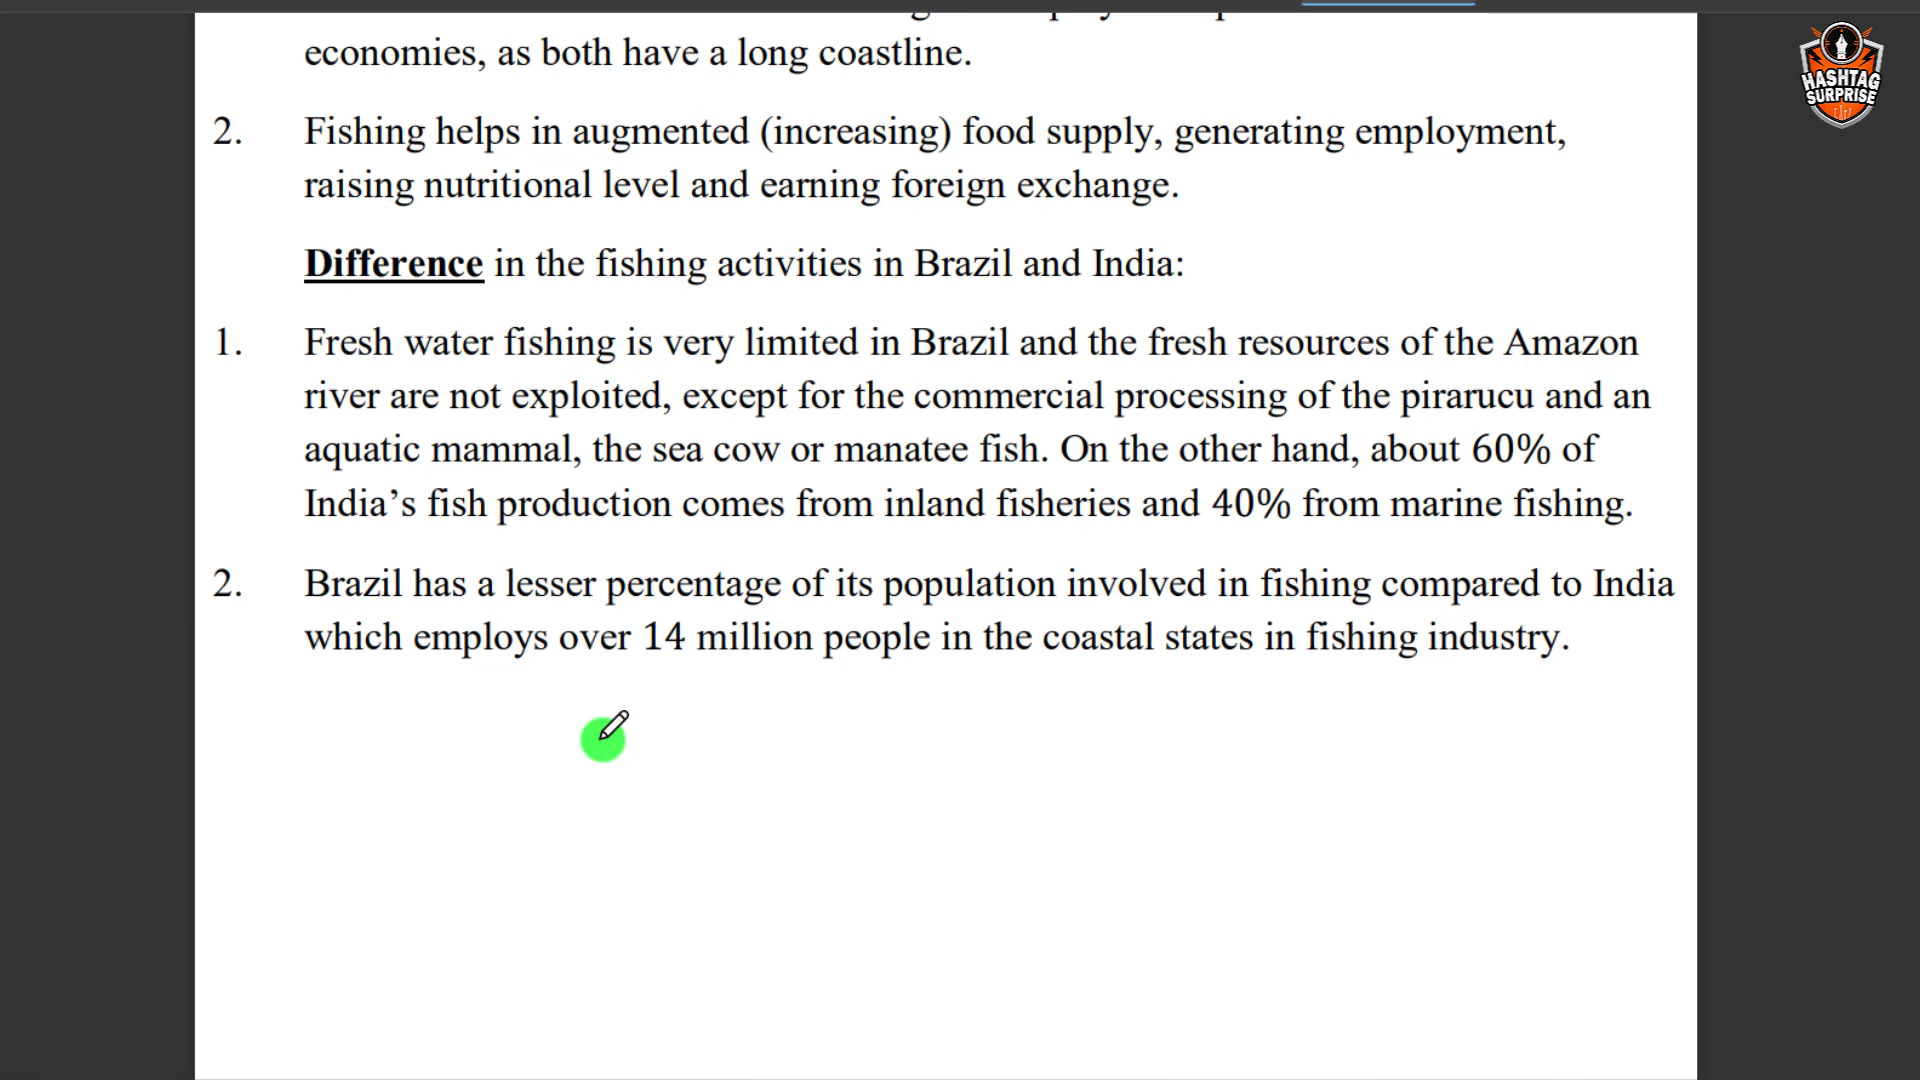 economies, as both have a long coastline.
2. Fishing helps in augmented (increasing) food supply, generating employment,
raising nutritional level and earning foreign exchange.
Difference in the fishing activities in Brazil and India:
1. Fresh water fishing is very limited in Brazil and the fresh resources of the Amazon
river are not exploited, except for the commercial processing of the pirarucu and an
aquatic mammal, the sea cow or manatee fish. On the other hand, about 60% of
India’s fish production comes from inland fisheries and 40% from marine fishing.
2. Brazil has a lesser percentage of its population involved in fishing compared to India
which employs over 14 million people in the coastal states in fishing industry.
HASHTAG
SURPRISE